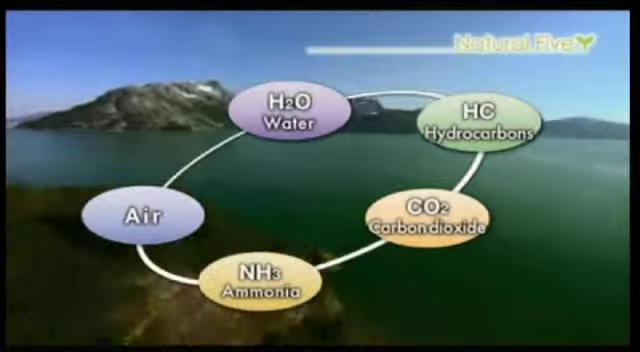 Natural Five
H2O
Water
HC
Hydrocarbons
Air
CO2
Carbondioxide
NH3
Ammonia